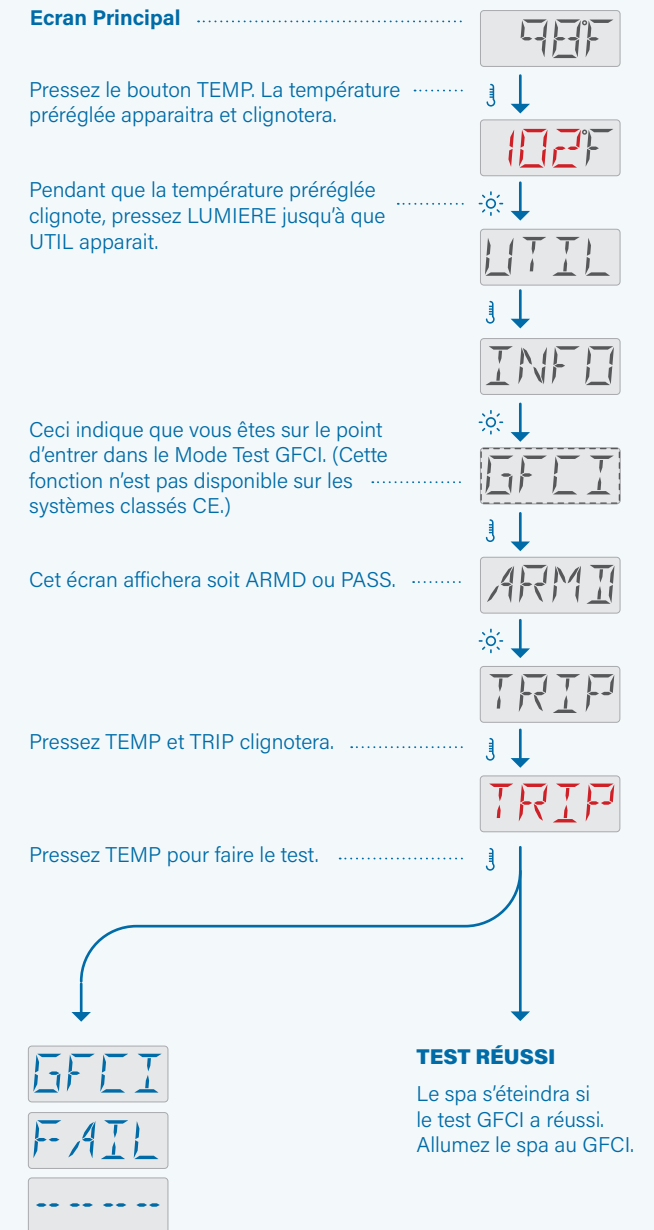 Ecran Principal
98°F
Pressez le bouton TEMP. La température
préréglée apparaitra et clignotera.
102°F
Pendant que la température préréglée
clignote, pressez LUMIERE jusqu'à que
UTIL apparait.
UTIL
INFO
Ceci indique que vous êtes sur le point
d'entrer dans le Mode Test GFCI. (Cette
fonction n'est pas disponible sur les
systèmes classés CE.)
GFCI
Cet écran affichera soit ARMD ou PASS.
ARMD
TRIP
Pressez TEMP et TRIP clignotera.
TRIP
Pressez TEMP pour faire le test.
GFCI
FAIL
-- -- -- --
TEST RÉUSSI
Le spa s'éteindra si
le test GFCI a réussi.
Allumez le spa au GFCI.